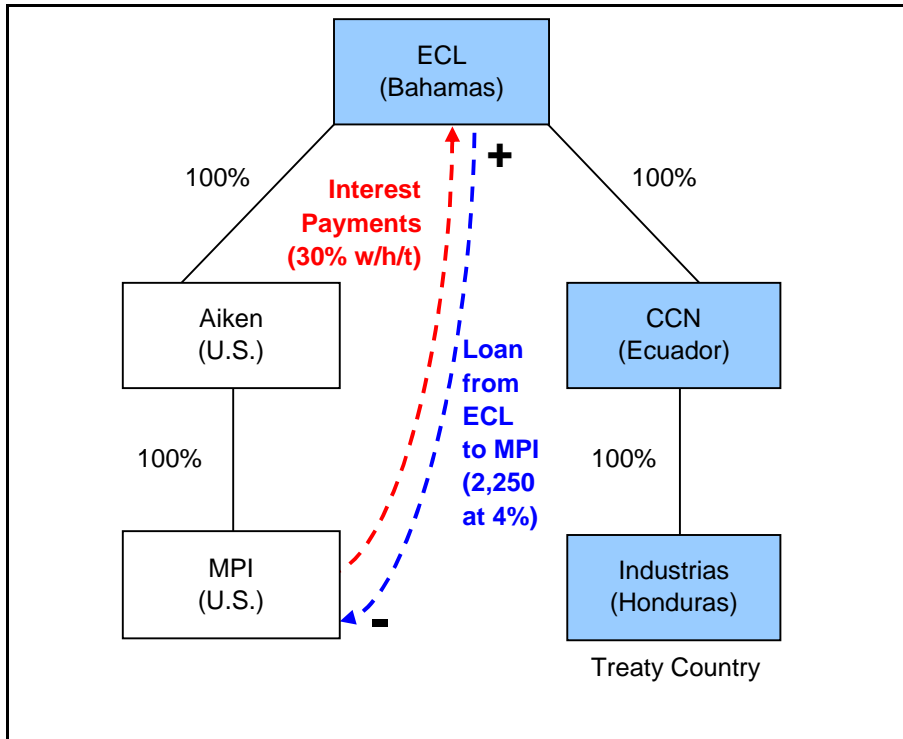 ECL
(Bahamas)
+
100%
100%
Interest
Payments
(30% w/h/t)
Aiken
(U.S.)
CCN
(Ecuador)
Loan
from
ECL
to MPI
(2,250
at 4%)
100%
100%
MPI
(U.S.)
-
Industrias
(Honduras)
Treaty Country